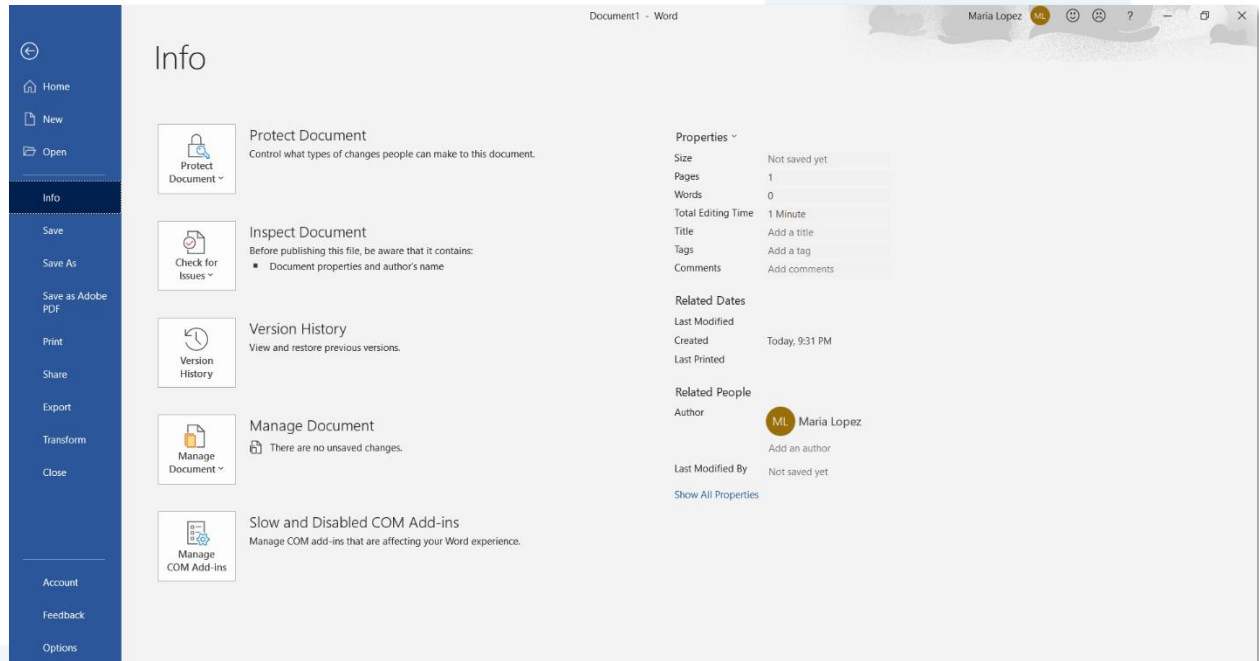 Document1 - Word
Maria Lopez ML ?
Info
Home
New
Open
Info
Save
Save As
Save as Adobe
PDF
Print
Share
Export
Transform
Close
Account
Feedback
Options
Protect
Document
Protect Document
Control what types of changes people can make to this document.
Check for
Issues
Inspect Document
Before publishing this file, be aware that it contains:
▪ Document properties and author's name
Version
History
Version History
View and restore previous versions.
Manage
Document
Manage Document
There are no unsaved changes.
Manage
COM Add-ins
Slow and Disabled COM Add-ins
Manage COM add-ins that are affecting your Word experience.
Properties
Size Not saved yet
Pages 1
Words 0
Total Editing Time 1 Minute
Title Add a title
Tags Add a tag
Comments Add comments
Related Dates
Last Modified
Created Today, 9:31 PM
Last Printed
Related People
Author ML Maria Lopez
Add an author
Last Modified By Not saved yet
Show All Properties